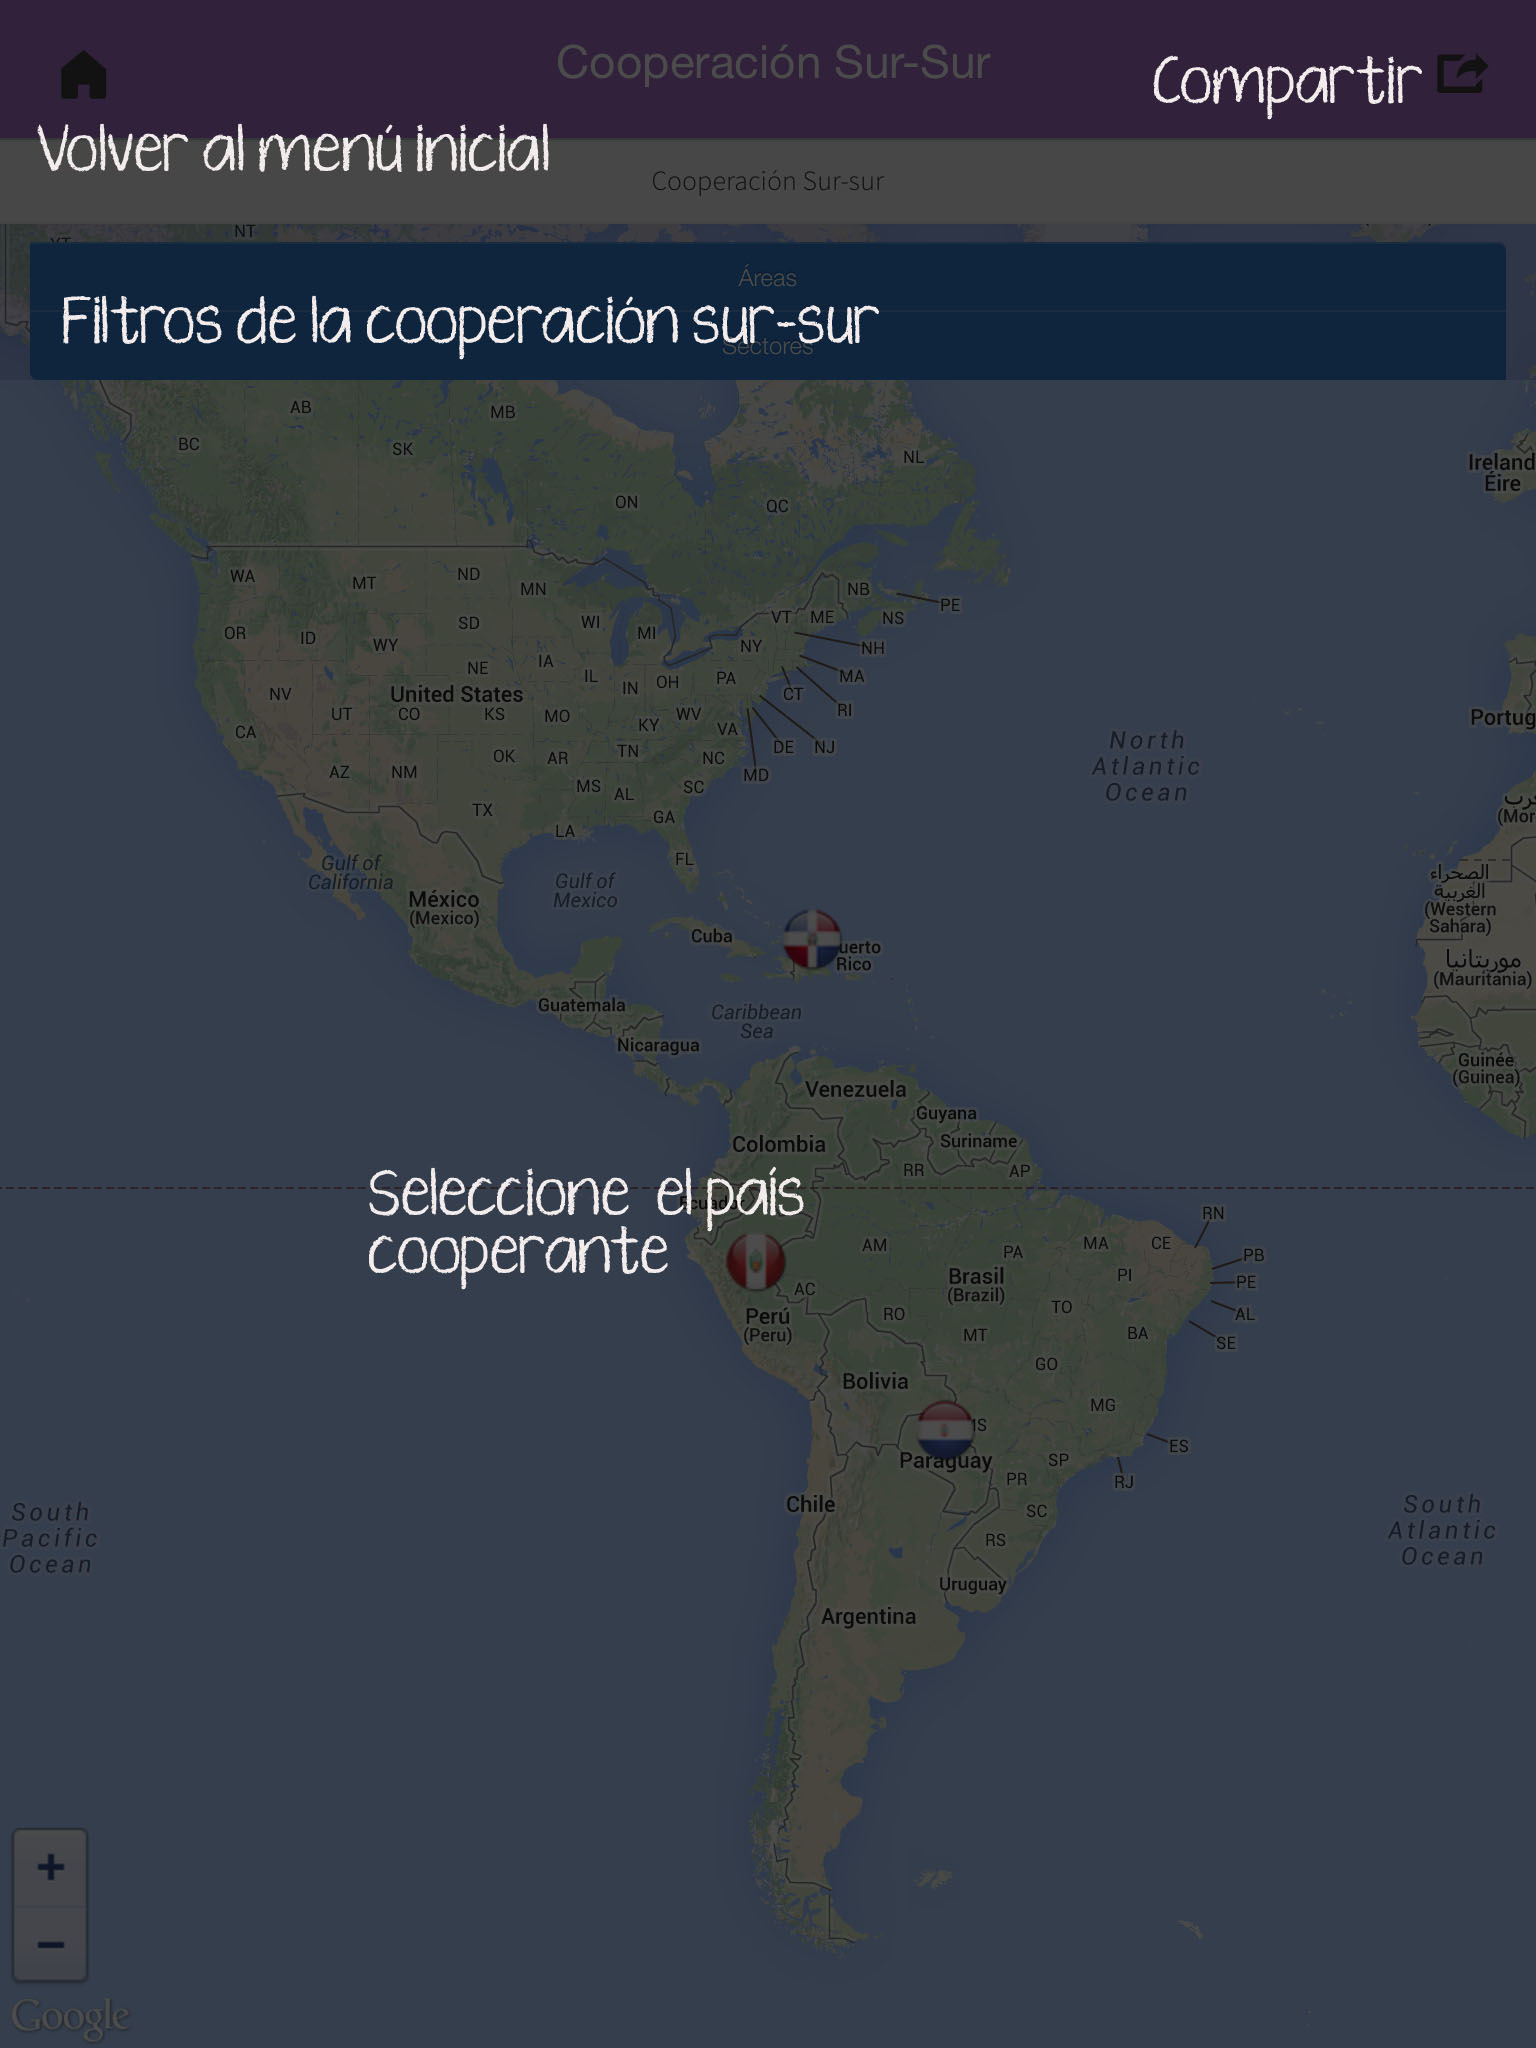 Cooperación Sur-Sur
Compartir
Volver al menú inicial
Cooperación Sur-sur
NT
YT
Áreas
Filtros de la cooperación sur-sur
Sectores
AB
MB
BC
SK
NL
Ireland
Éire
ON
QC
WA
MT
ND
MN
NB
PE
OR
ID
WY
SD
WI
MI
VT
ME
NS
NY
NH
NE
IA
IL
IN
OH
PA
MA
NV
United States
CT
RI
UT
CO
KS
MO
KY
WV
VA
CA
DE
NJ
Portug
OK
AR
TN
NC
MD
AZ
NM
MS
AL
SC
TX
GA
LA
FL
North
Atlantic
Ocean
(Mor
Gulf of
California
Gulf of
Mexico
México
(Mexico)
الصحراء
الغربية
(Western
Sahara)
Cuba
uerto
Rico
موريتانيا
(Mauritania)
Guatemala
Caribbean
Sea
Nicaragua
Guinée
(Guinea)
Venezuela
Guyana
Colombia
Suriname
RR
AP
Seleccione el país
cooperante
Ecuador
RN
AM
PA
MA
CE
PB
Brasil
(Brazil)
PI
PE
AC
TO
AL
Perú
(Peru)
RO
MT
BA
SE
GO
Bolivia
MG
MS
ES
Paraguay
SP
RJ
PR
Chile
SC
South
Pacific
Ocean
South
Atlantic
Ocean
RS
Uruguay
Argentina
+
−
Google